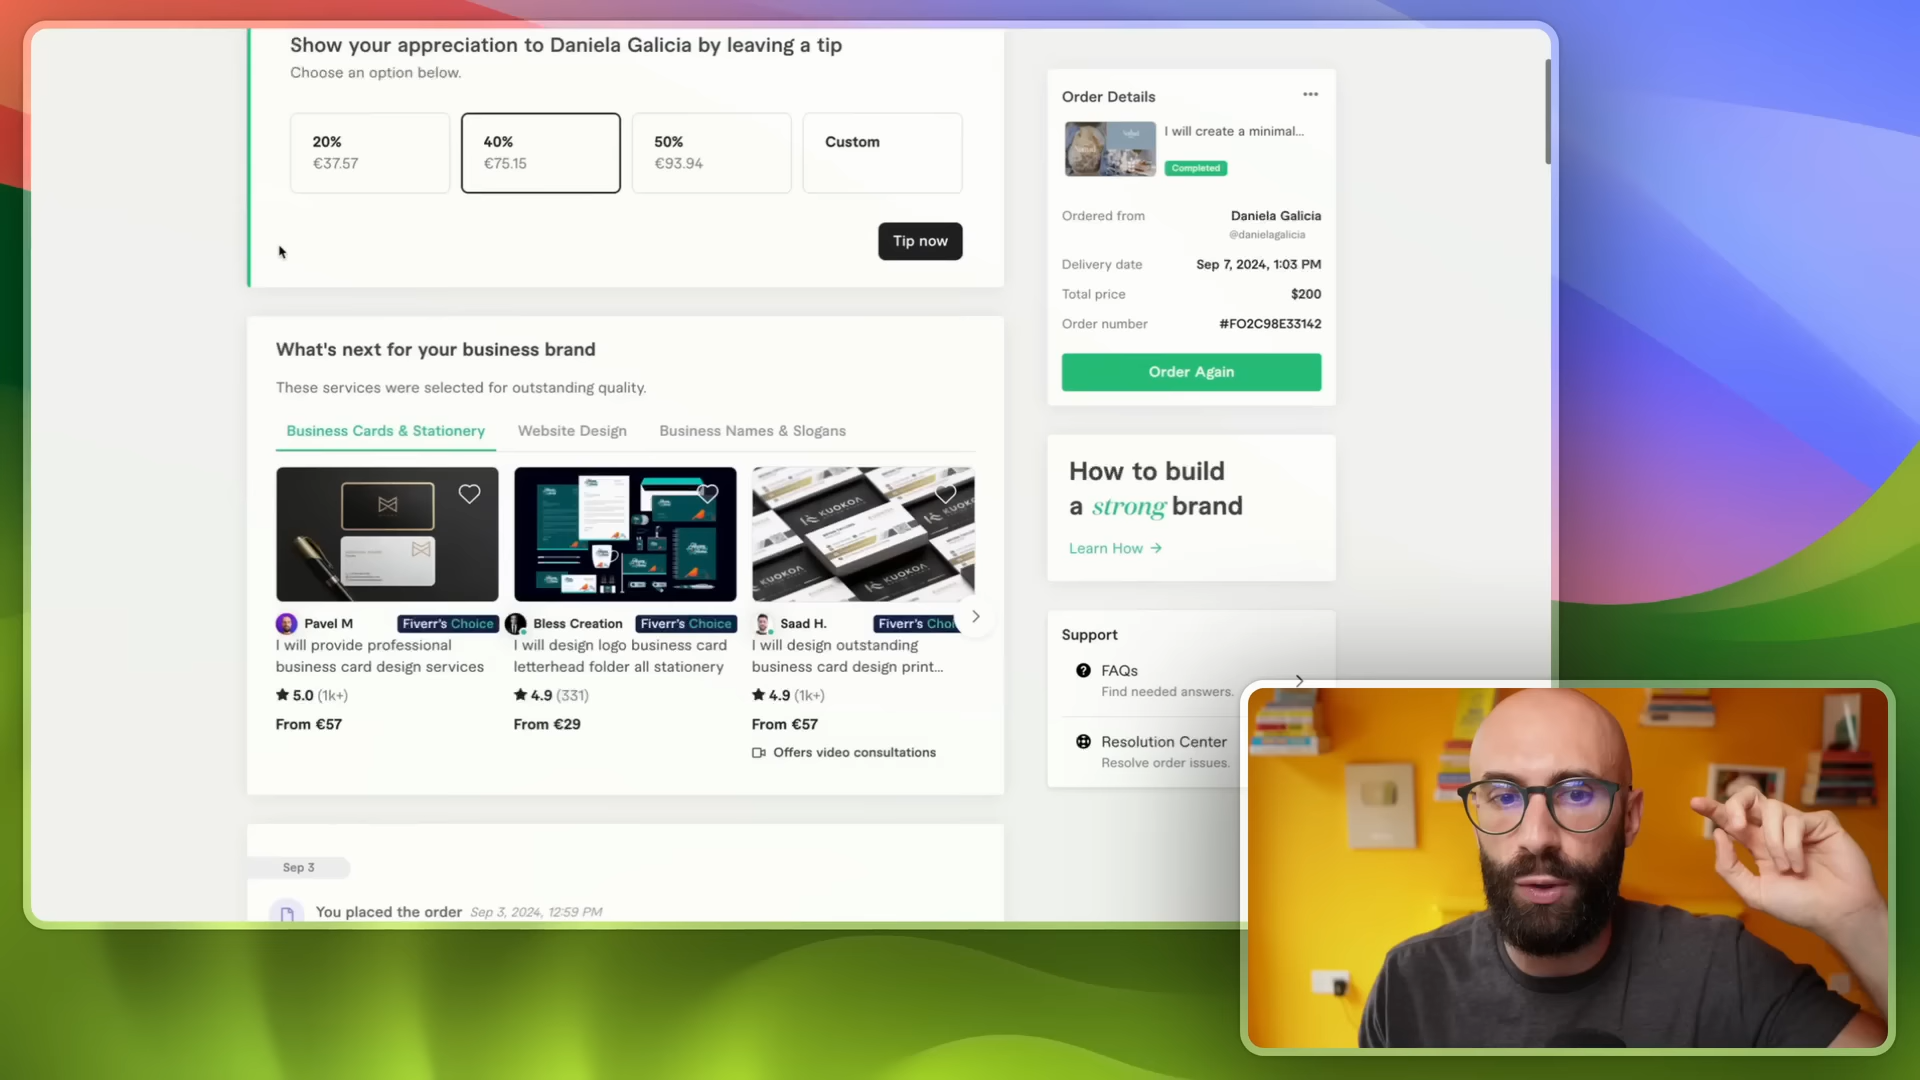 Show your appreciation to Daniela Galicia by leaving a tip
Choose an option below.
20%
€37.57
40%
€75.15
50%
€93.94
Custom
Tip now
What's next for your business brand
These services were selected for outstanding quality.
Business Cards & Stationery
Website Design
Business Names & Slogans
KUOKOA
KUOKOA
KUOKOA
Pavel M
Fiverr's Choice
I will provide professional
business card design services
5.0 (1k+)
From €57
Bless Creation
Fiverr's Choice
I will design logo business card
letterhead folder all stationery
4.9 (331)
From €29
Saad H.
Fiverr's Choi
I will design outstanding
business card design print...
4.9 (1k+)
From €57
Offers video consultations
Sep 3
You placed the order Sep 3, 2024, 12:59 PM
Order Details
I will create a minimal...
Completed
Ordered from
Daniela Galicia
@danielagalicia
Delivery date
Sep 7, 2024, 1:03 PM
Total price
$200
Order number
#FO2C98E33142
Order Again
How to build
a strong brand
Learn How →
Support
FAQs
Find needed answers.
Resolution Center
Resolve order issues.